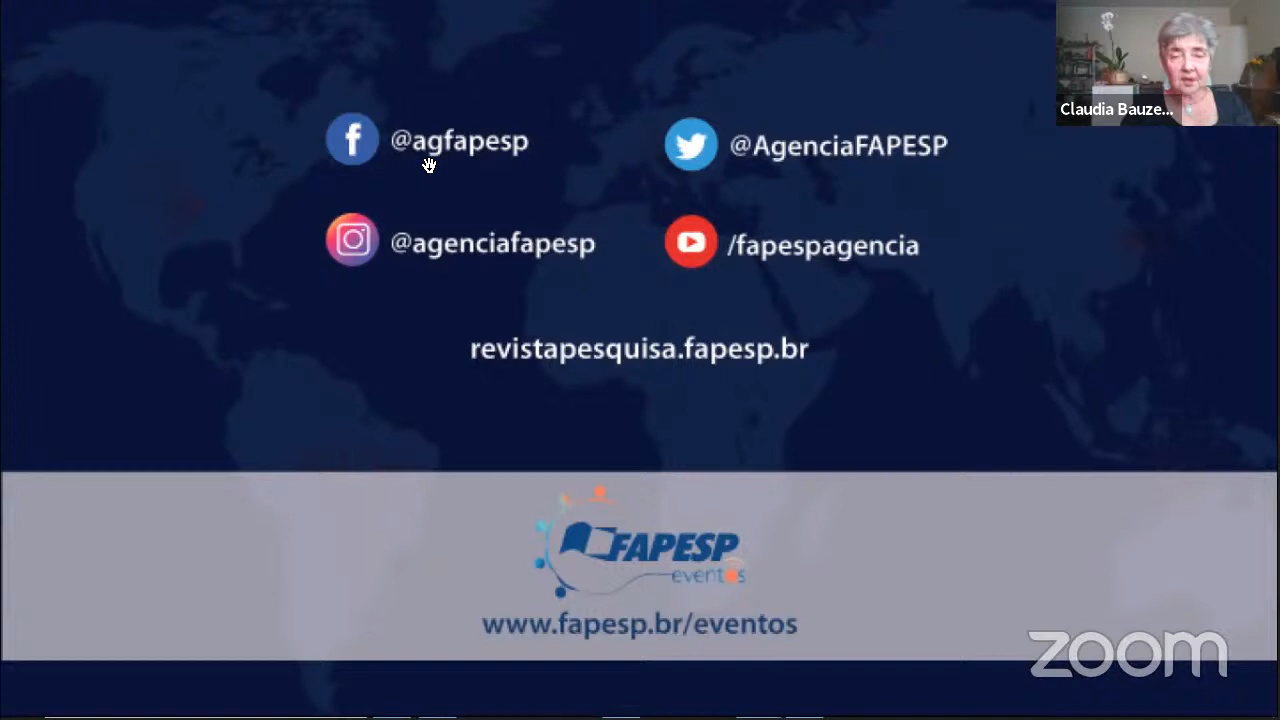 Claudia Bauze...
@agfapesp
@AgenciaFAPESP
@agenciafapesp
/fapespagencia
revistapesquisa.fapesp.br
FAPESP
eventos
www.fapesp.br/eventos
zoom